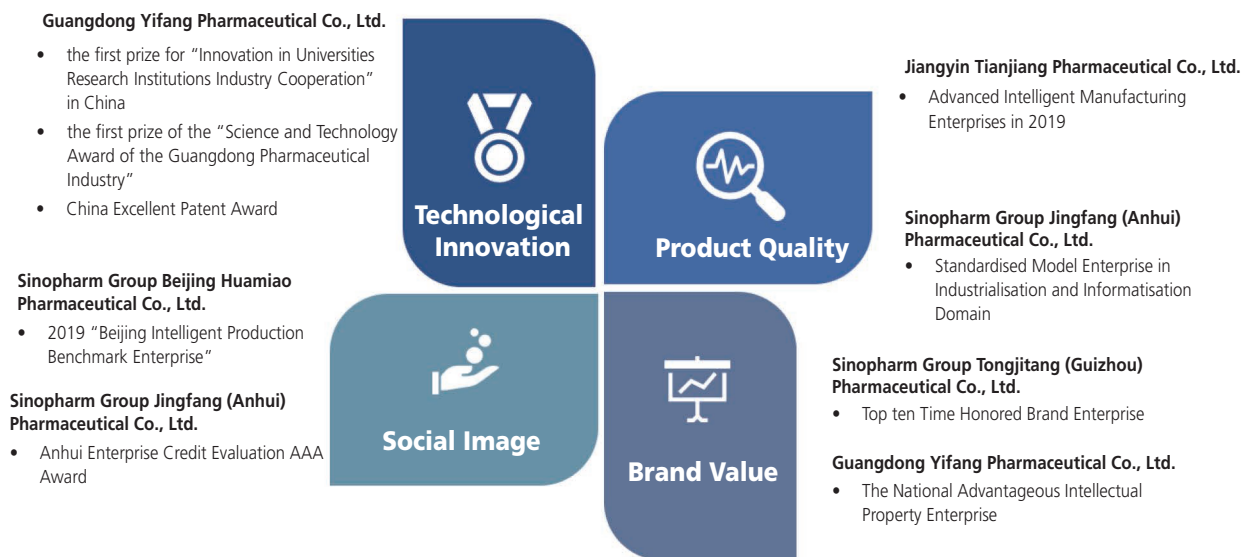 Guangdong Yifang Pharmaceutical Co., Ltd.
• the first prize for “Innovation in Universities
Research Institutions Industry Cooperation”
in China
• the first prize of the “Science and Technology
Award of the Guangdong Pharmaceutical
Industry”
• China Excellent Patent Award
Technological
Innovation
Jiangyin Tianjiang Pharmaceutical Co., Ltd.
• Advanced Intelligent Manufacturing
Enterprises in 2019
Sinopharm Group Jingfang (Anhui)
Pharmaceutical Co., Ltd.
• Standardised Model Enterprise in
Industrialisation and Informatisation
Domain
Product Quality
Sinopharm Group Beijing Huamiao
Pharmaceutical Co., Ltd.
• 2019 “Beijing Intelligent Production
Benchmark Enterprise”
Sinopharm Group Jingfang (Anhui)
Pharmaceutical Co., Ltd.
• Anhui Enterprise Credit Evaluation AAA
Award
Social Image
Sinopharm Group Tongjitang (Guizhou)
Pharmaceutical Co., Ltd.
• Top ten Time Honored Brand Enterprise
Guangdong Yifang Pharmaceutical Co., Ltd.
• The National Advantageous Intellectual
Property Enterprise
Brand Value